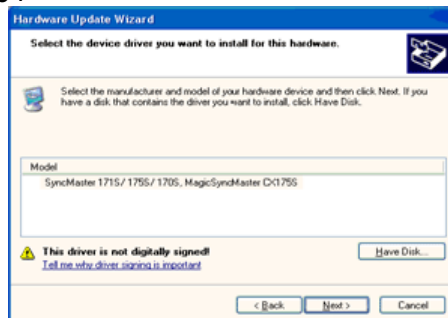 Hardware Update Wizard
Select the device driver you want to install for this hardware.
Select the manufacturer and model of your hardware device and then click Next. If you
have a disk that contains the driver you want to install, click Have Disk.
Model
SyncMaster 171S/ 175S/ 170S, MagicSyncMaster CX175S
This driver is not digitally signed!
Tell me why driver signing is important
Have Disk...
< Back
Next >
Cancel